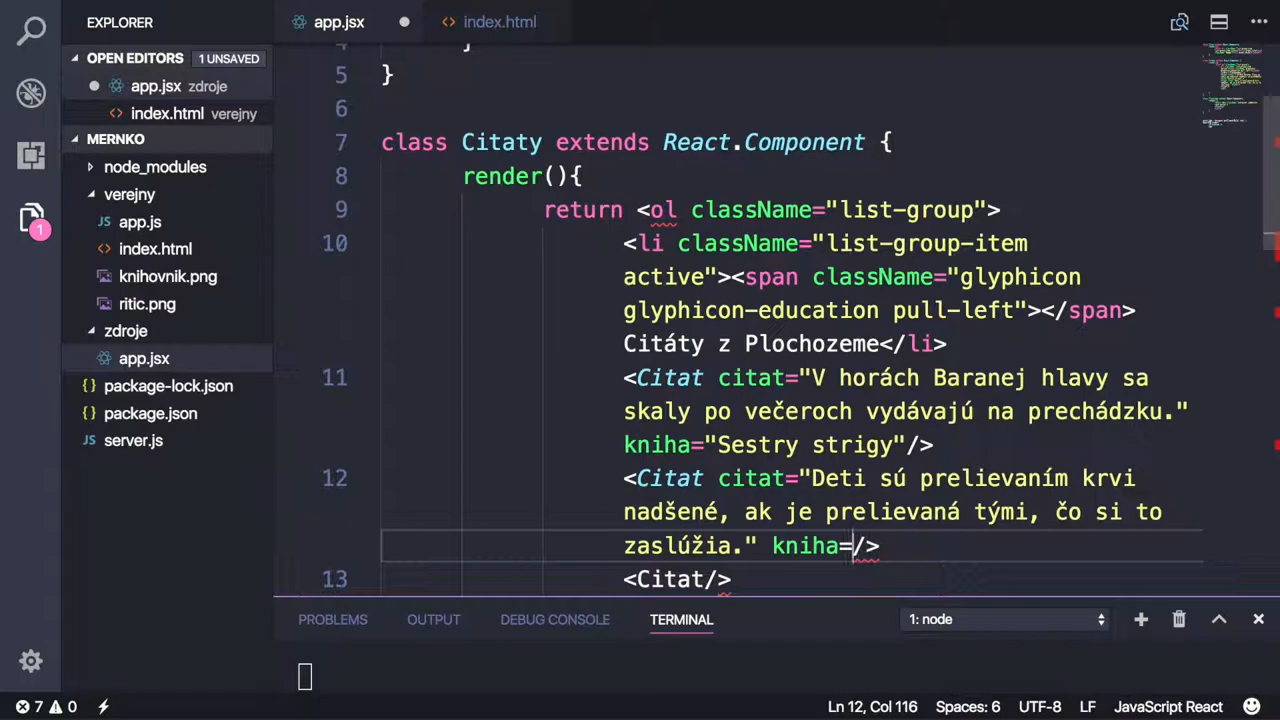 EXPLORER
app.jsx
index.html
OPEN EDITORS 1 UNSAVED
app.jsx zdroje
index.html verejny
MERNKO
node_modules
verejny
JS app.js
index.html
knihovnik.png
ritic.png
zdroje
app.jsx
{} package-lock.json
{} package.json
server.js
1
5 }
6
7 class Citaty extends React.Component {
8 render(){
9 return <ol className="list-group">
10 <li className="list-group-item
active"><span className="glyphicon
glyphicon-education pull-left"></span>
Citáty z Plochozeme</li>
11 <Citat citat="V horách Baranej hlavy sa
skaly po večeroch vydávajú na prechádzku."
kniha="Sestry strigy"/>
12 <Citat citat="Deti sú prelievaním krvi
nadšené, ak je prelievaná tými, čo si to
zaslúžia." kniha=/>
13 <Citat/>
PROBLEMS OUTPUT DEBUG CONSOLE TERMINAL 1: node
7 0 Ln 12, Col 116 Spaces: 6 UTF-8 LF JavaScript React